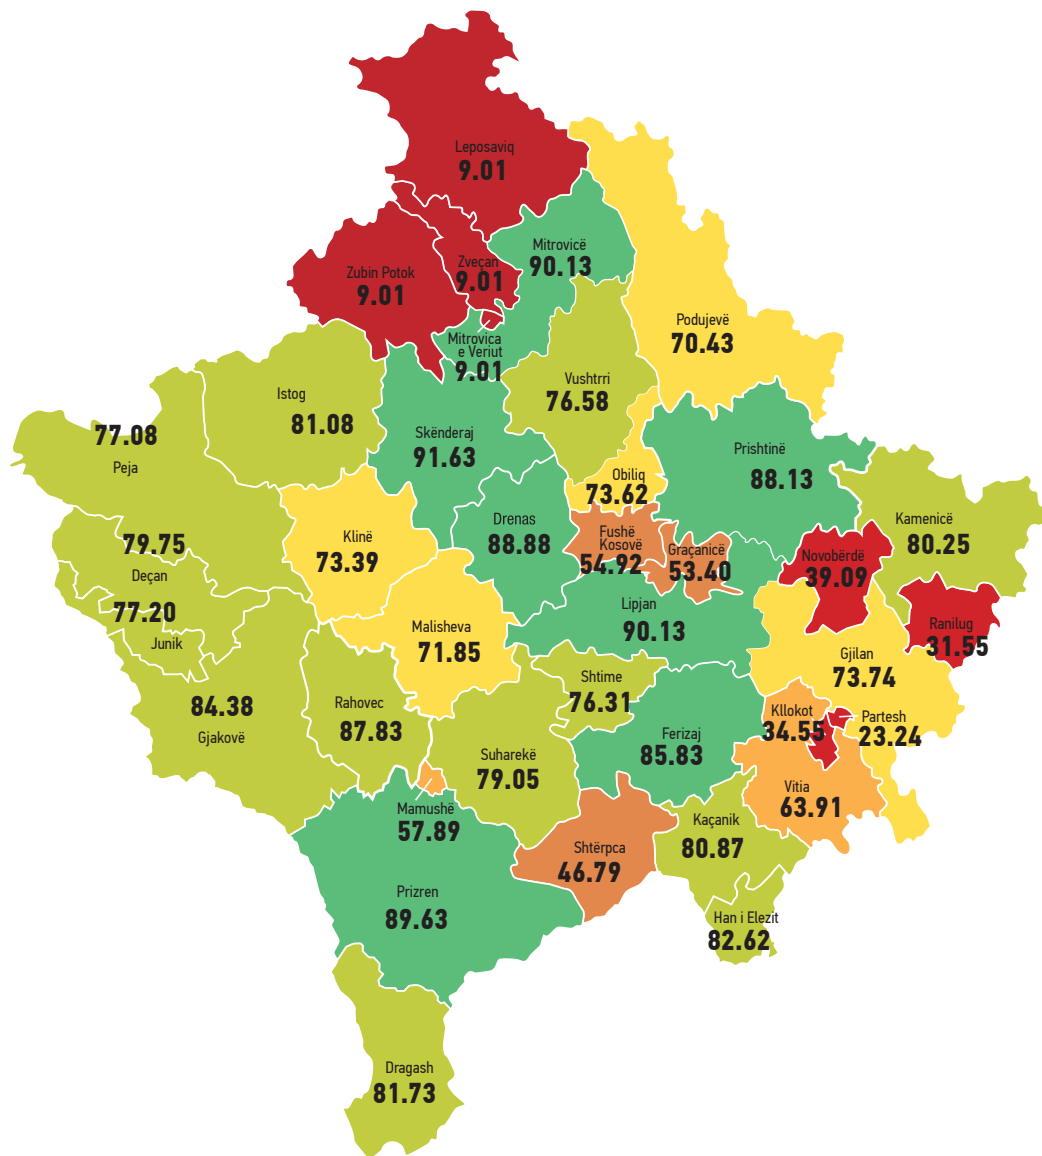 Leposaviq
9.01
Mitrovicë
90.13
Zveçan
9.01
Zubin Potok
9.01
Mitrovica
e Veriut
9.01
Podujevë
70.43
Vushtrri
76.58
Istog
81.08
77.08
Peja
Skënderaj
91.63
Prishtinë
88.13
Obiliq
73.62
Drenas
88.88
Fushë
Kosovë
54.92
Graçanicë
53.40
Kamenicë
80.25
Klinë
73.39
79.75
Deçan
Novobërdë
39.09
77.20
Junik
Lipjan
90.13
Ranilug
31.55
Malisheva
71.85
Gjilan
73.74
Shtime
76.31
84.38
Gjakovë
Rahovec
87.83
Kllokot
34.55
Partesh
23.24
Ferizaj
85.83
Suharekë
79.05
Vitia
63.91
Mamushë
57.89
Kaçanik
80.87
Shtërpca
46.79
Prizren
89.63
Han i Elezit
82.62
Dragash
81.73